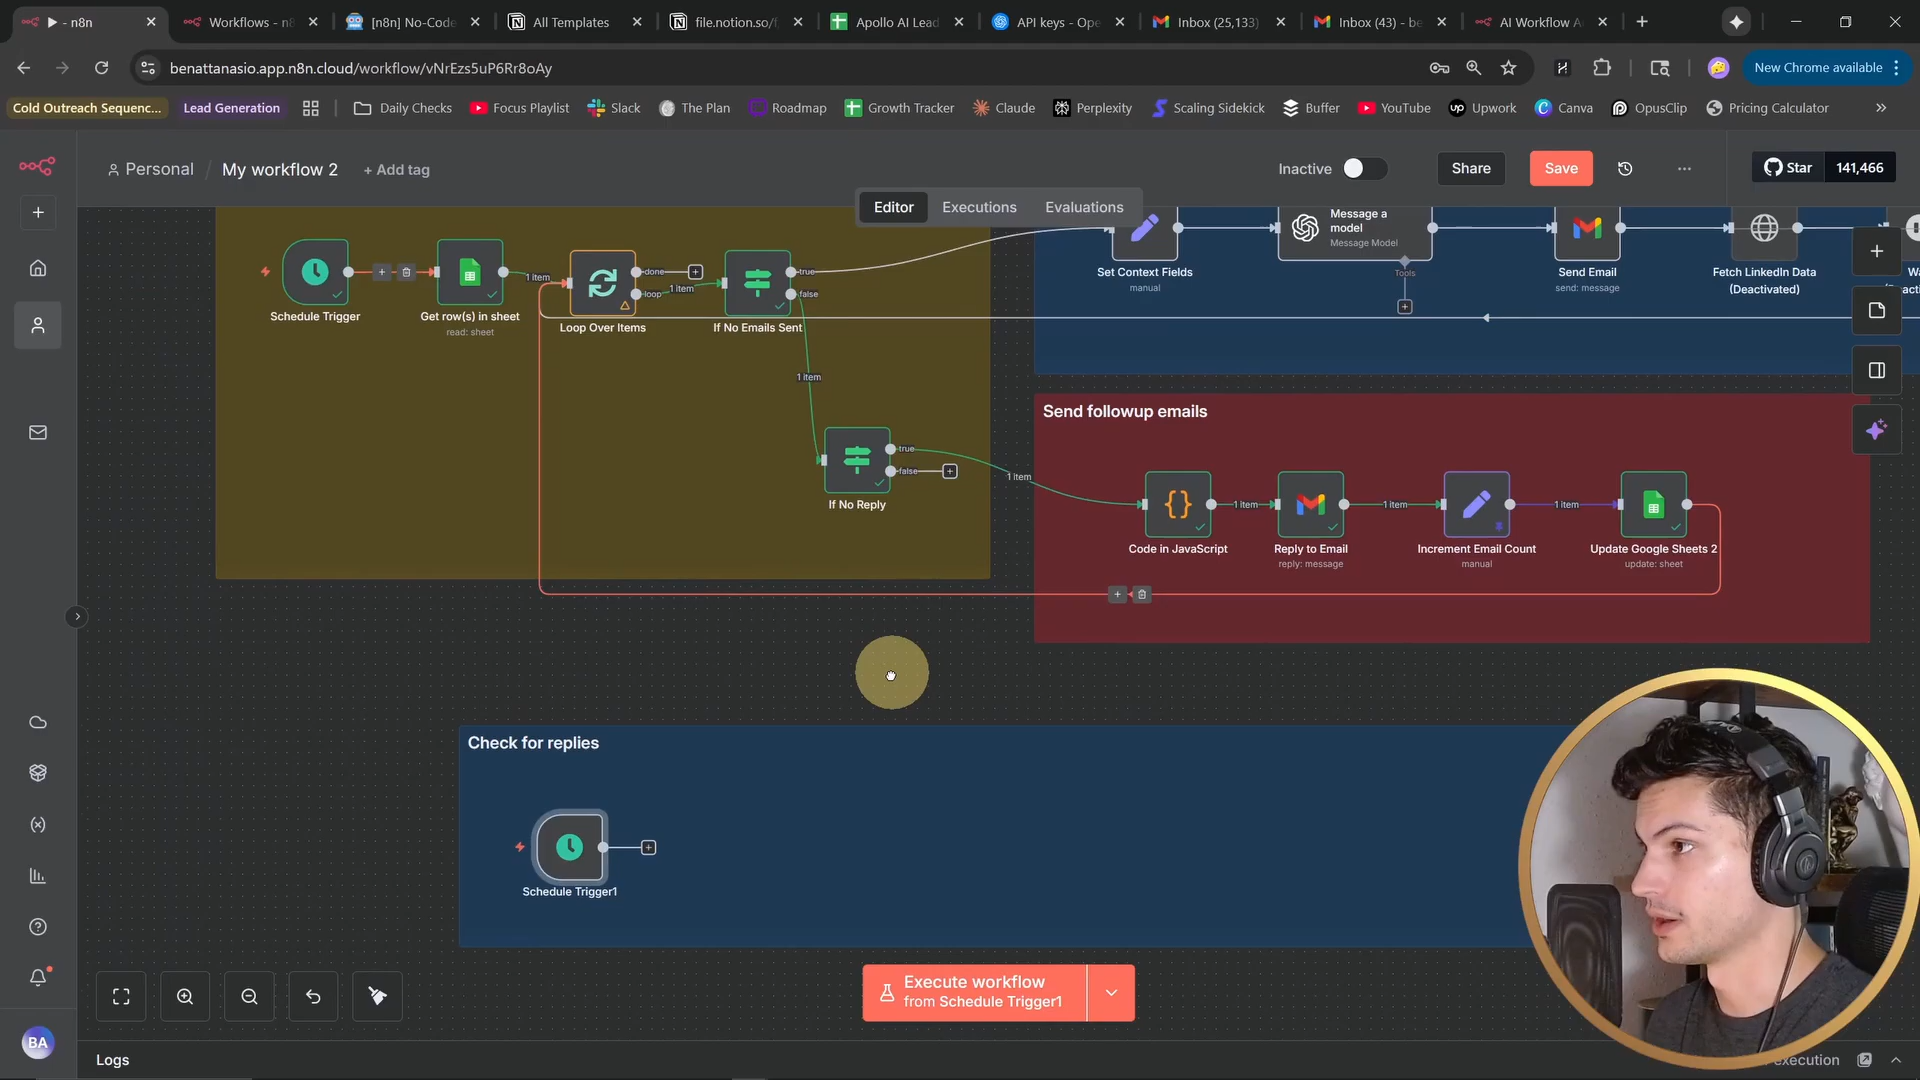 - n8n
Workflows - n8
[n8n] No-Code
All Templates
file.notion.so/f
Apollo AI Lead
API keys - Ope
Inbox (25,133)
Inbox (43) - be
AI Workflow A
benattanasio.app.n8n.cloud/workflow/vNrEzs5uP6Rr8oAy
New Chrome available
Cold Outreach Sequenc...
Lead Generation
Daily Checks
Focus Playlist
Slack
The Plan
Roadmap
Growth Tracker
Claude
Perplexity
Scaling Sidekick
Buffer
YouTube
Upwork
Canva
OpusClip
Pricing Calculator
Personal / My workflow 2 + Add tag
Inactive
Share
Save
Star 141,466
Editor
Executions
Evaluations
Schedule Trigger
Get row(s) in sheet
read: sheet
1 item
Loop Over Items
done
loop
1 item
If No Emails Sent
true
false
1 item
If No Reply
true
false
1 item
Set Context Fields
manual
Message a
model
Message Model
Tools
Send Email
send: message
Fetch LinkedIn Data
(Deactivated)
Send followup emails
Code in JavaScript
1 item
Reply to Email
reply: message
1 item
Increment Email Count
manual
1 item
Update Google Sheets 2
update: sheet
Check for replies
Schedule Trigger1
Execute workflow
from Schedule Trigger1
BA
Logs
execution